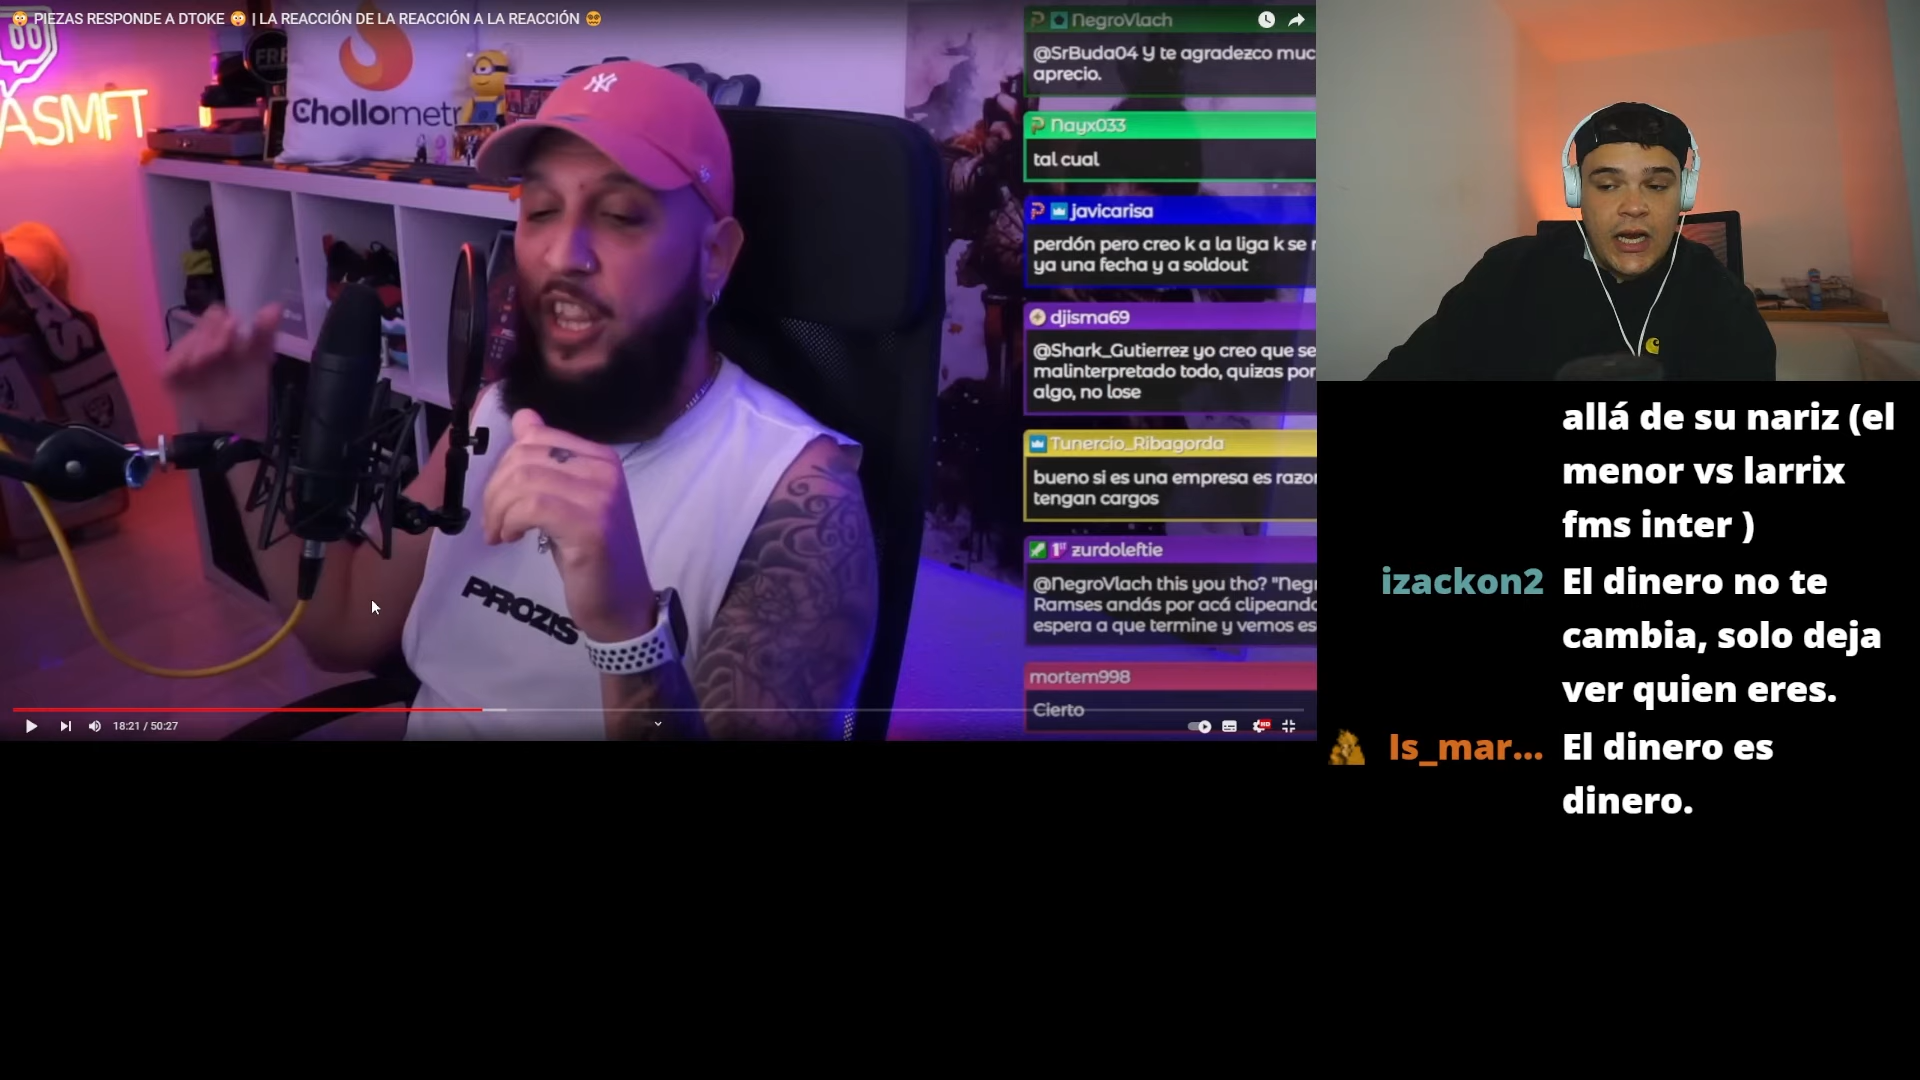 PIEZAS RESPONDE A DTOKE | LA REACCIÓN DE LA REACCIÓN A LA REACCIÓN
ASMFT
Chollometr
PROZIS
NegroVlach
@SrBuda04 Y te agradezco muc
aprecio.
Nayx033
tal cual
javicarisa
perdón pero creo k a la liga k se
ya una fecha y a soldout
djisma69
@Shark_Gutierrez yo creo que se
malinterpretado todo, quizas por
algo, no lose
Tunercio_Ribagorda
bueno si es una empresa es razo
tengan cargos
1st zurdoleftie
@NegroVlach this you tho? "Neg
Ramses andás por acá clipeand
espera a que termine y vemos es
mortem998
Cierto
18:21 / 50:27
HD
allá de su nariz (el
menor vs larrix
fms inter )
izackon2 El dinero no te
cambia, solo deja
ver quien eres.
Is_mar... El dinero es
dinero.